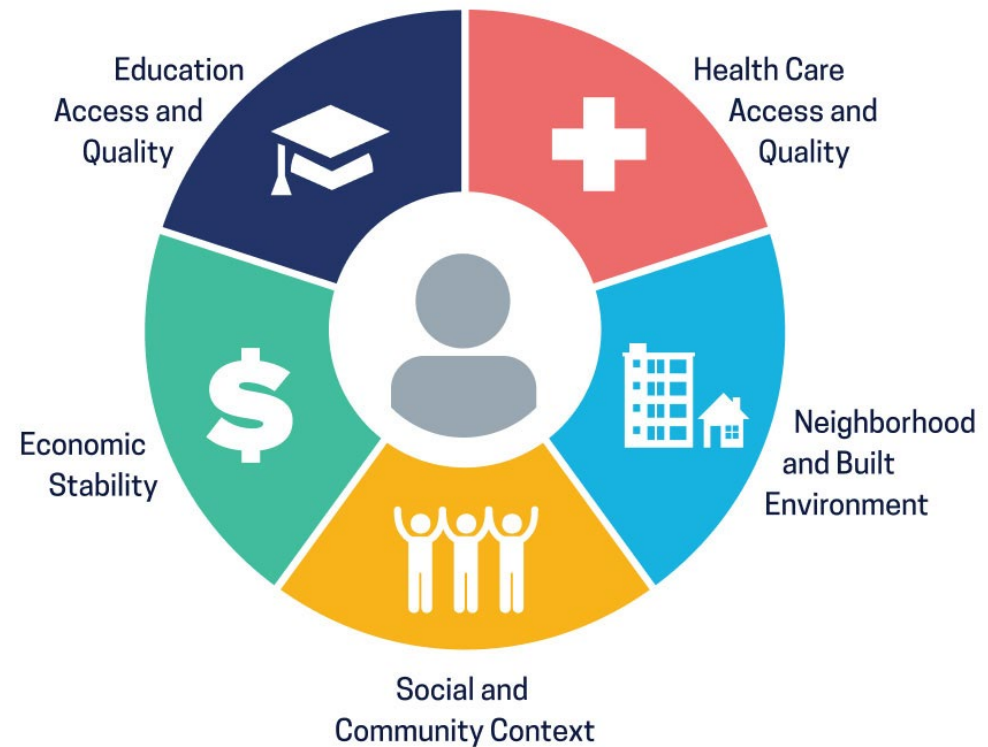 Education
Access and
Quality
Health Care
Access and
Quality
Economic
Stability
Neighborhood
and Built
Environment
Social and
Community Context